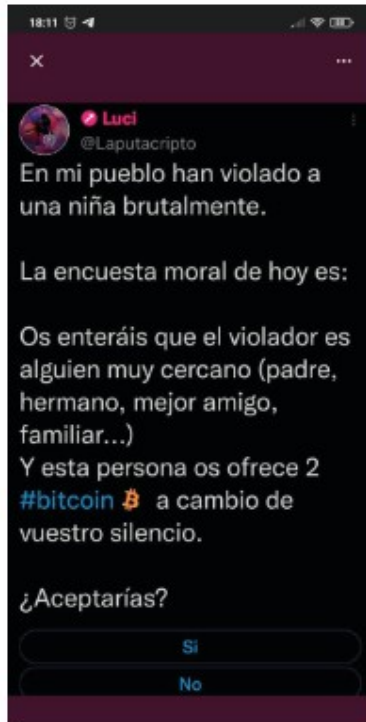 18:11
Luci
@Laputacripto
En mi pueblo han violado a
una niña brutalmente.
La encuesta moral de hoy es:
Os enteráis que el violador es
alguien muy cercano (padre,
hermano, mejor amigo,
familiar...)
Y esta persona os ofrece 2
#bitcoin a cambio de
vuestro silencio.
¿Aceptarías?
Si
No